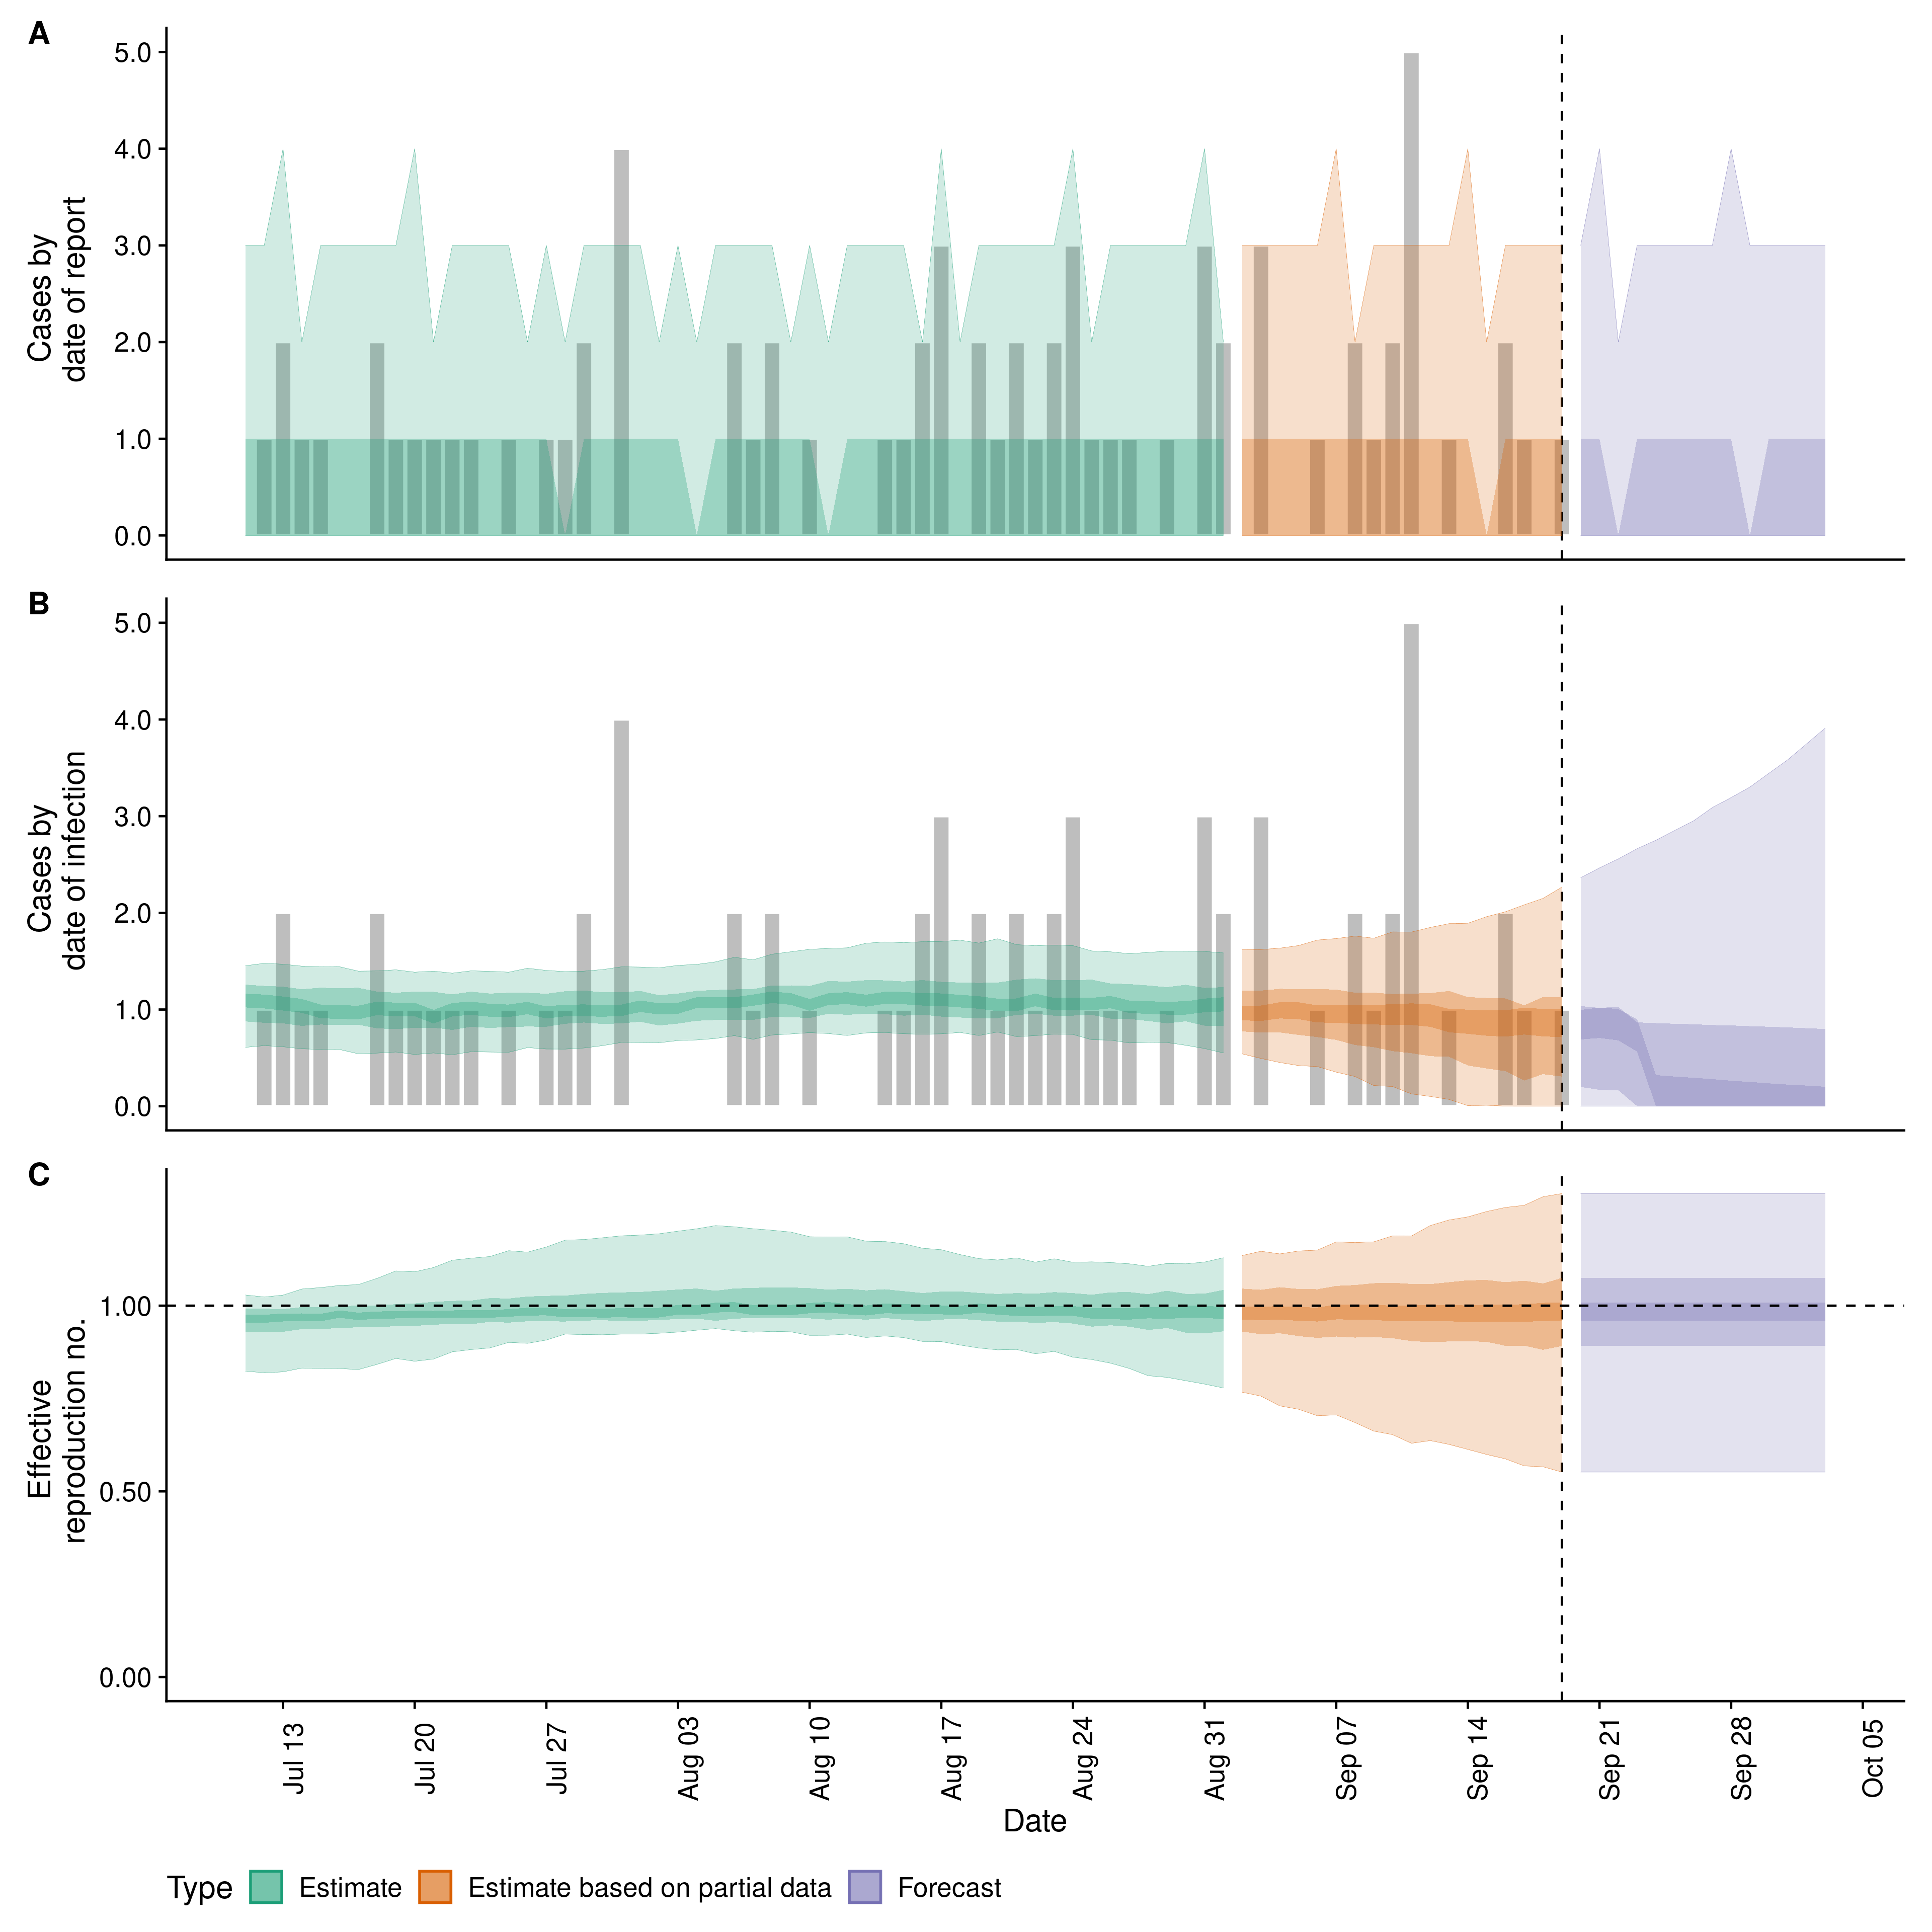 A
5.0
4.0
3.0
2.0
1.0
0.0
Cases by
date of report
B
5.0
4.0
3.0
2.0
1.0
0.0
Cases by
date of infection
C
1.00
0.50
0.00
Effective
reproduction no.
Jul 13
Jul 20
Jul 27
Aug 03
Aug 10
Aug 17
Aug 24
Aug 31
Sep 07
Sep 14
Sep 21
Sep 28
Oct 05
Date
Type Estimate Estimate based on partial data Forecast